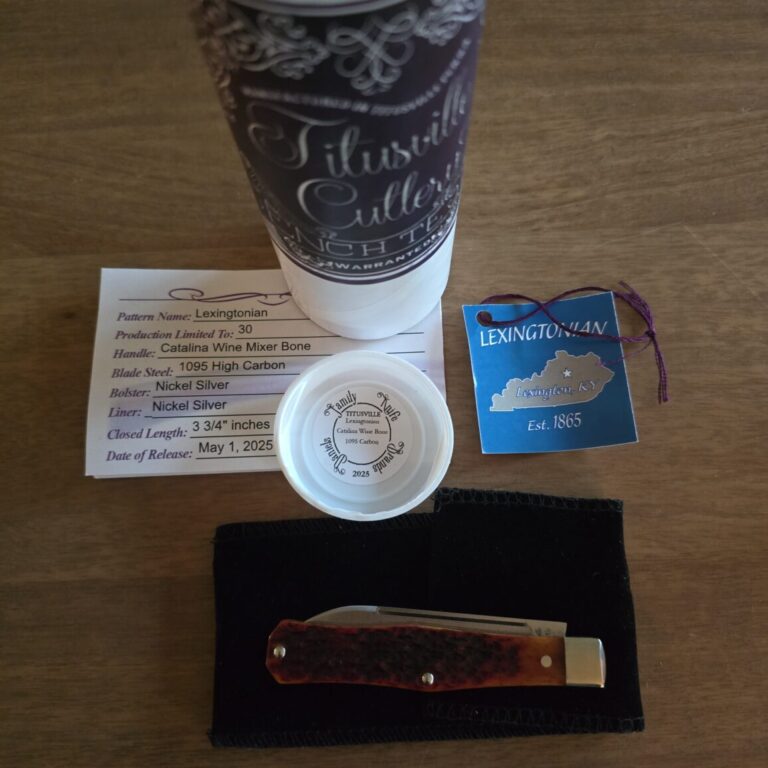 Titusville
Cutlery
WARRANTED
Pattern Name: Lexingtonian
Production Limited To: 30
Handle: Catalina Wine Mixer Bone
Blade Steel: 1095 High Carbon
Bolster: Nickel Silver
Liner: Nickel Silver
Closed Length: 3 3/4" inches
Date of Release: May 1, 2025
LEXINGTONIAN
Lexington, KY
Est. 1865
Daniels Family Knife Brands
TITUSVILLE
Lexingtonian
Catalina Wine Bone
1095 Carbon
2025